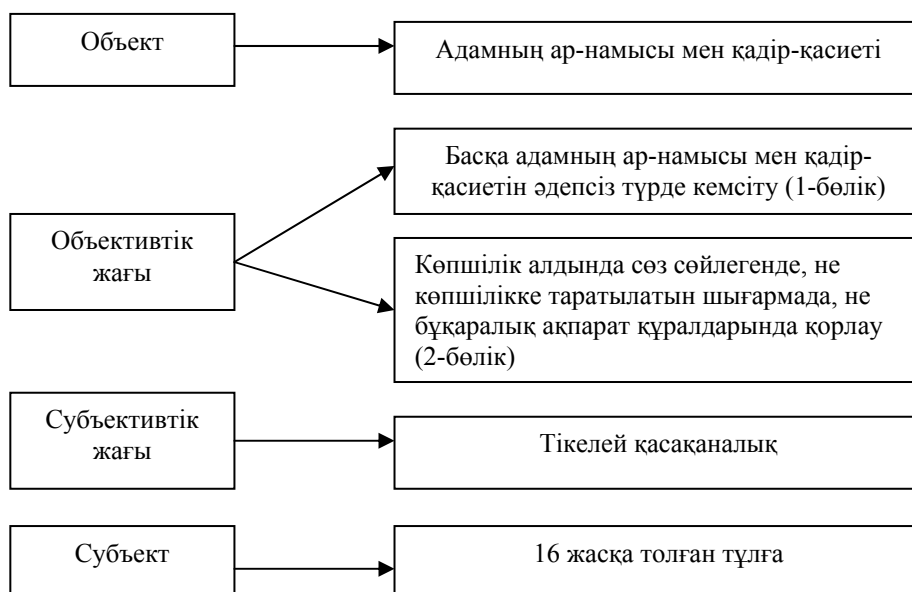 Объект
Адамның ар-намысы мен қадір-қасиеті
Басқа адамның ар-намысы мен қадір-
қасиетін әдепсіз түрде кемсіту (1-бөлік)
Объективтік
жағы
Көпшілік алдында сөз сөйлегенде, не
көпшілікке таратылатын шығармада, не
бұқаралық ақпарат құралдарында қорлау
(2-бөлік)
Субъективтік
жағы
Тікелей қасақаналық
Субъект
16 жасқа толған тұлға